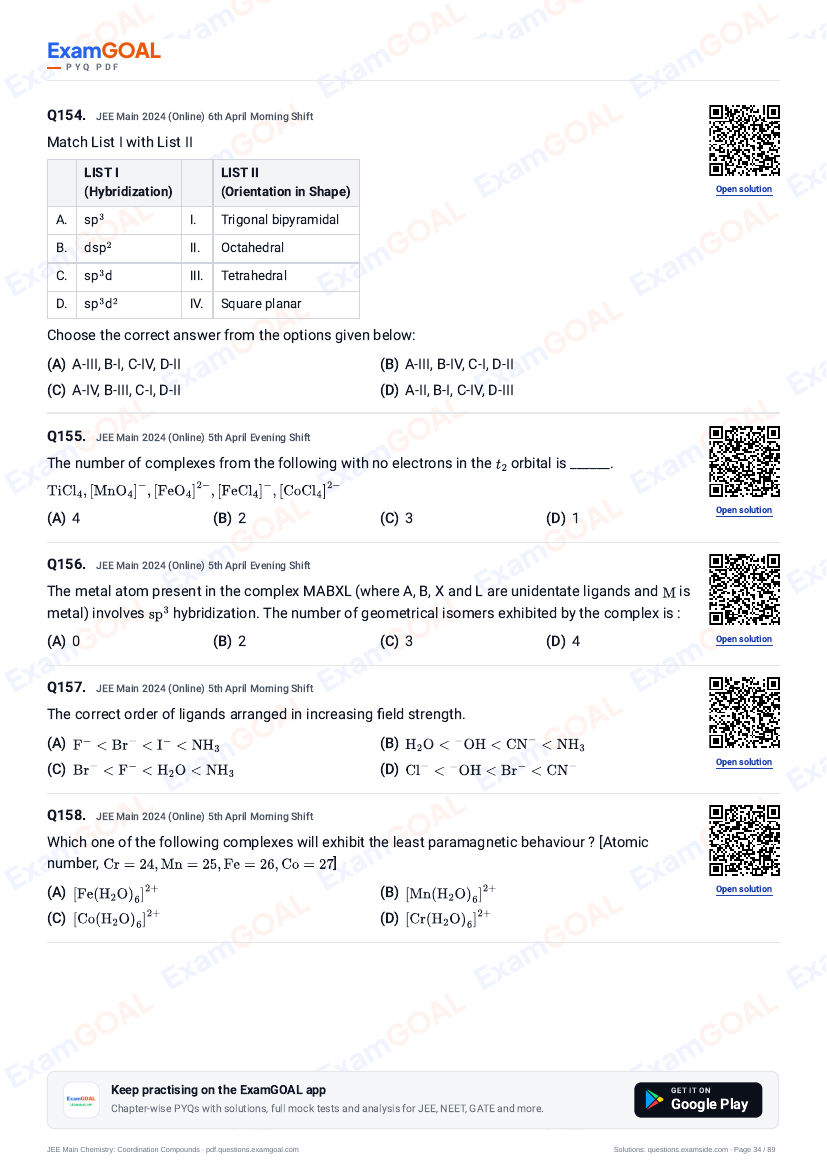 ExamGOAL
PYQ PDF
Q154. JEE Main 2024 (Online) 6th April Morning Shift
Match List I with List II
LIST I (Hybridization) LIST II (Orientation in Shape)
A. sp³ I. Trigonal bipyramidal
B. dsp² II. Octahedral
C. sp³d III. Tetrahedral
D. sp³d² IV. Square planar
Choose the correct answer from the options given below:
(A) A-III, B-I, C-IV, D-II (B) A-III, B-IV, C-I, D-II
(C) A-IV, B-III, C-I, D-II (D) A-II, B-I, C-IV, D-III
Open solution
Q155. JEE Main 2024 (Online) 5th April Evening Shift
The number of complexes from the following with no electrons in the t₂ orbital is ______.
TiCl₄, [MnO₄]⁻, [FeO₄]²⁻, [FeCl₄]⁻, [CoCl₄]²⁻
(A) 4 (B) 2 (C) 3 (D) 1
Open solution
Q156. JEE Main 2024 (Online) 5th April Evening Shift
The metal atom present in the complex MABXL (where A, B, X and L are unidentate ligands and M is
metal) involves sp³ hybridization. The number of geometrical isomers exhibited by the complex is :
(A) 0 (B) 2 (C) 3 (D) 4
Open solution
Q157. JEE Main 2024 (Online) 5th April Morning Shift
The correct order of ligands arranged in increasing field strength.
(A) F⁻ < Br⁻ < I⁻ < NH₃ (B) H₂O < ⁻OH < CN⁻ < NH₃
(C) Br⁻ < F⁻ < H₂O < NH₃ (D) Cl⁻ < ⁻OH < Br⁻ < CN⁻
Open solution
Q158. JEE Main 2024 (Online) 5th April Morning Shift
Which one of the following complexes will exhibit the least paramagnetic behaviour ? [Atomic
number, Cr = 24, Mn = 25, Fe = 26, Co = 27]
(A) [Fe(H₂O)₆]²⁺ (B) [Mn(H₂O)₆]²⁺
(C) [Co(H₂O)₆]²⁺ (D) [Cr(H₂O)₆]²⁺
Open solution
Keep practising on the ExamGOAL app
Chapter-wise PYQs with solutions, full mock tests and analysis for JEE, NEET, GATE and more.
GET IT ON
Google Play
JEE Main Chemistry: Coordination Compounds · pdf.questions.examgoal.com
Solutions: questions.examside.com · Page 34 / 89